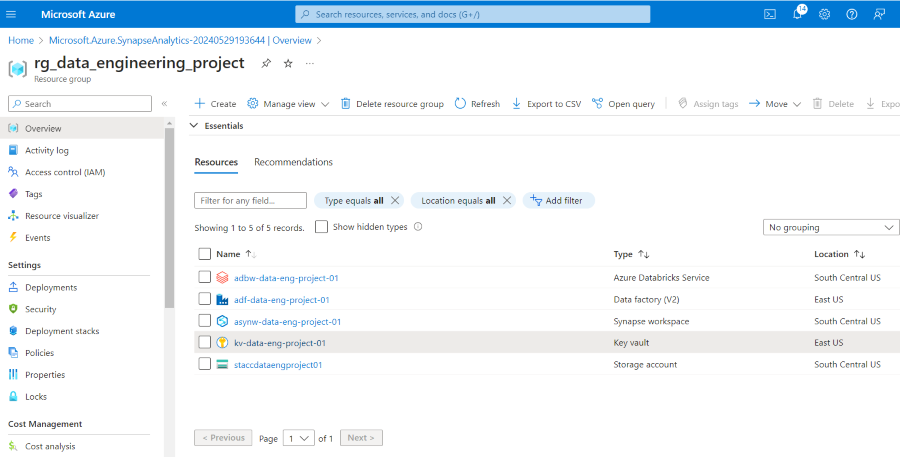 Microsoft Azure
Search resources, services, and docs (G+/)
14
Home > Microsoft.Azure.SynapseAnalytics-20240529193644 | Overview >
rg_data_engineering_project
Resource group
Search
Create Manage view Delete resource group Refresh Export to CSV Open query Assign tags Move Delete Expo
Overview
Activity log
Access control (IAM)
Tags
Resource visualizer
Events
Settings
Deployments
Security
Deployment stacks
Policies
Properties
Locks
Cost Management
Cost analysis
Essentials
Resources Recommendations
Filter for any field... Type equals all Location equals all Add filter
Showing 1 to 5 of 5 records. Show hidden types No grouping
Name Type Location
adbw-data-eng-project-01 Azure Databricks Service South Central US
adf-data-eng-project-01 Data factory (V2) East US
asynw-data-eng-project-01 Synapse workspace South Central US
kv-data-eng-project-01 Key vault East US
staccdataengproject01 Storage account South Central US
< Previous Page 1 of 1 Next >